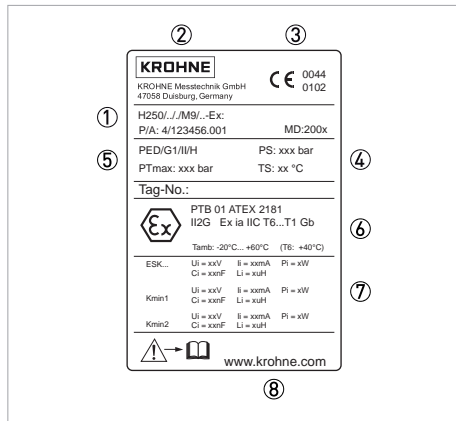 ② ③
KROHNE
KROHNE Messtechnik GmbH
47058 Duisburg, Germany
CE 0044
0102
① H250/.././M9/..-Ex:
P/A: 4/123456.001 MD:200x
⑤ PED/G1/II/H PS: xxx bar
④
PTmax: xxx bar TS: xx °C
Tag-No.:
Ex
PTB 01 ATEX 2181
II2G Ex ia IIC T6...T1 Gb
⑥
Tamb: -20°C... +60°C (T6: +40°C)
ESK... Ui = xxV Ii = xxmA Pi = xW
Ci = xxnF Li = xuH
⑦
Ui = xxV Ii = xxmA Pi = xW
Kmin1 Ci = xxnF Li = xuH
Ui = xxV Ii = xxmA Pi = xW
Kmin2 Ci = xxnF Li = xuH
www.krohne.com
⑧